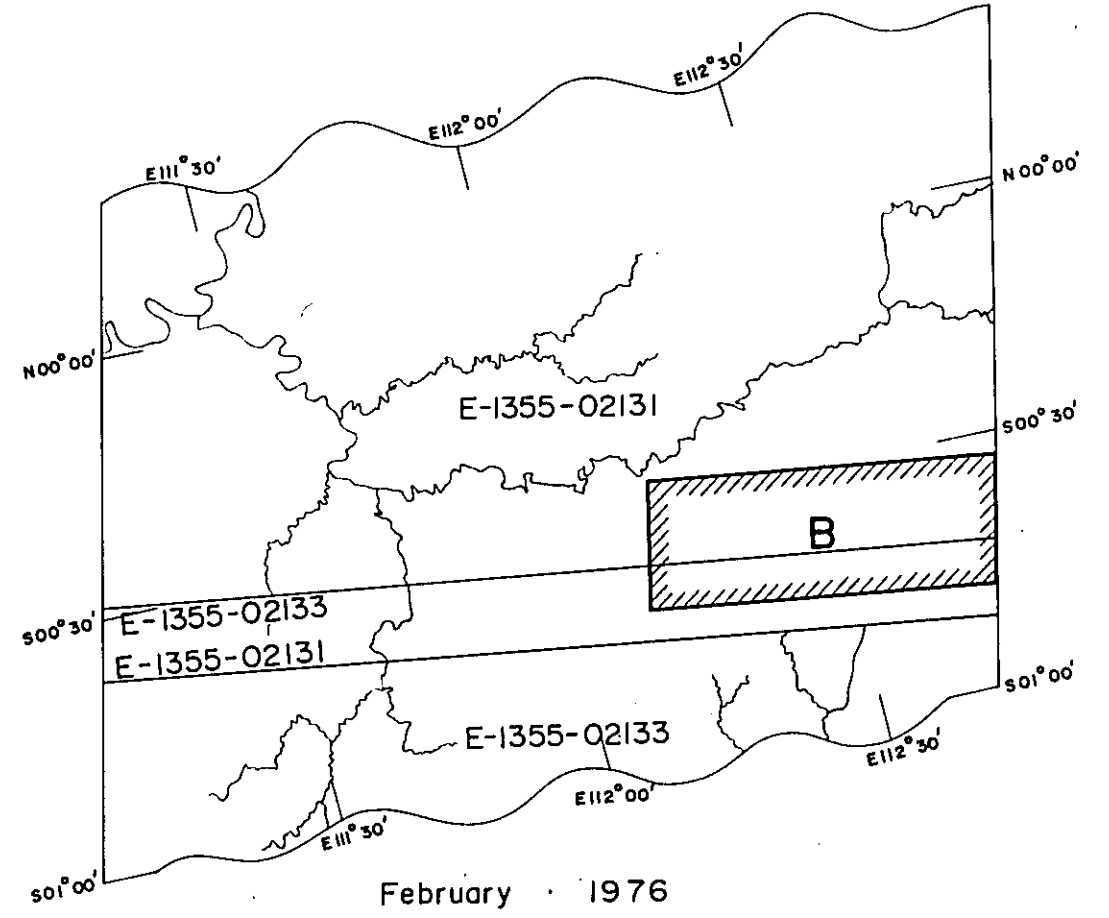 E112°30'
E112°00'
E111°30'
N00°00'
N00°00'
E-1355-02131
S00°30'
B
E-1355-02133
S00°30'
E-1355-02131
S01°00'
E-1355-02133
E112°30'
E112°00'
E111°30'
S01°00'
February · 1976